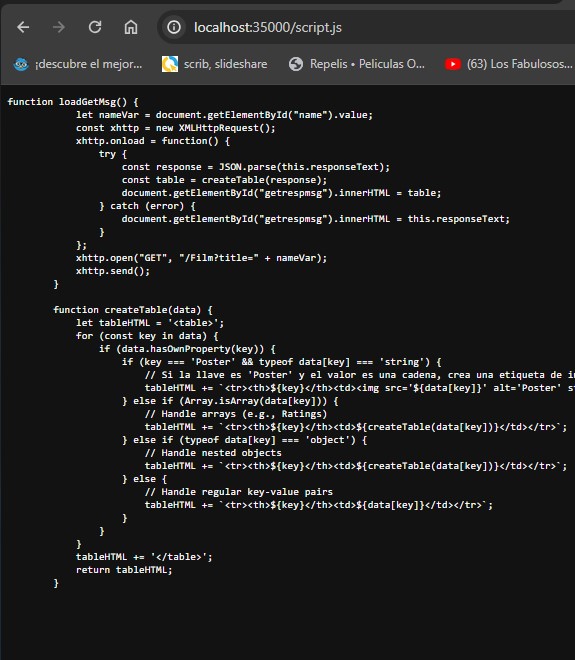 localhost:35000/script.js
¡descubre el mejor... scrib, slideshare Repelis • Peliculas O... (63) Los Fabulosos...
function loadGetMsg() {
            let nameVar = document.getElementById("name").value;
            const xhttp = new XMLHttpRequest();
            xhttp.onload = function() {
                try {
                    const response = JSON.parse(this.responseText);
                    const table = createTable(response);
                    document.getElementById("getrespmsg").innerHTML = table;
                } catch (error) {
                    document.getElementById("getrespmsg").innerHTML = this.responseText;
                }
            };
            xhttp.open("GET", "/Film?title=" + nameVar);
            xhttp.send();
        }

        function createTable(data) {
            let tableHTML = '<table>';
            for (const key in data) {
                if (data.hasOwnProperty(key)) {
                    if (key === 'Poster' && typeof data[key] === 'string') {
                        // Si la llave es 'Poster' y el valor es una cadena, crea una etiqueta de i
                        tableHTML += `<tr><th>${key}</th><td><img src='${data[key]}' alt='Poster' st
                    } else if (Array.isArray(data[key])) {
                        // Handle arrays (e.g., Ratings)
                        tableHTML += `<tr><th>${key}</th><td>${createTable(data[key])}</td></tr>`;
                    } else if (typeof data[key] === 'object') {
                        // Handle nested objects
                        tableHTML += `<tr><th>${key}</th><td>${createTable(data[key])}</td></tr>`;
                    } else {
                        // Handle regular key-value pairs
                        tableHTML += `<tr><th>${key}</th><td>${data[key]}</td></tr>`;
                    }
                }
            }
            tableHTML += '</table>';
            return tableHTML;
        }